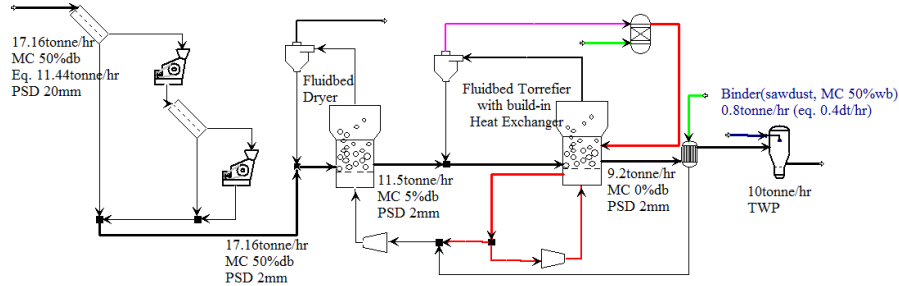 17.16tonne/hr
MC 50%db
Eq. 11.44tonne/hr
PSD 20mm
Fluidbed
Dryer
Fluidbed Torrefier
with build-in
Heat Exchanger
Binder(sawdust, MC 50%wb)
0.8tonne/hr (eq. 0.4dt/hr)
11.5tonne/hr
MC 5%db
PSD 2mm
9.2tonne/hr
MC 0%db
PSD 2mm
10tonne/hr
TWP
17.16tonne/hr
MC 50%db
PSD 2mm